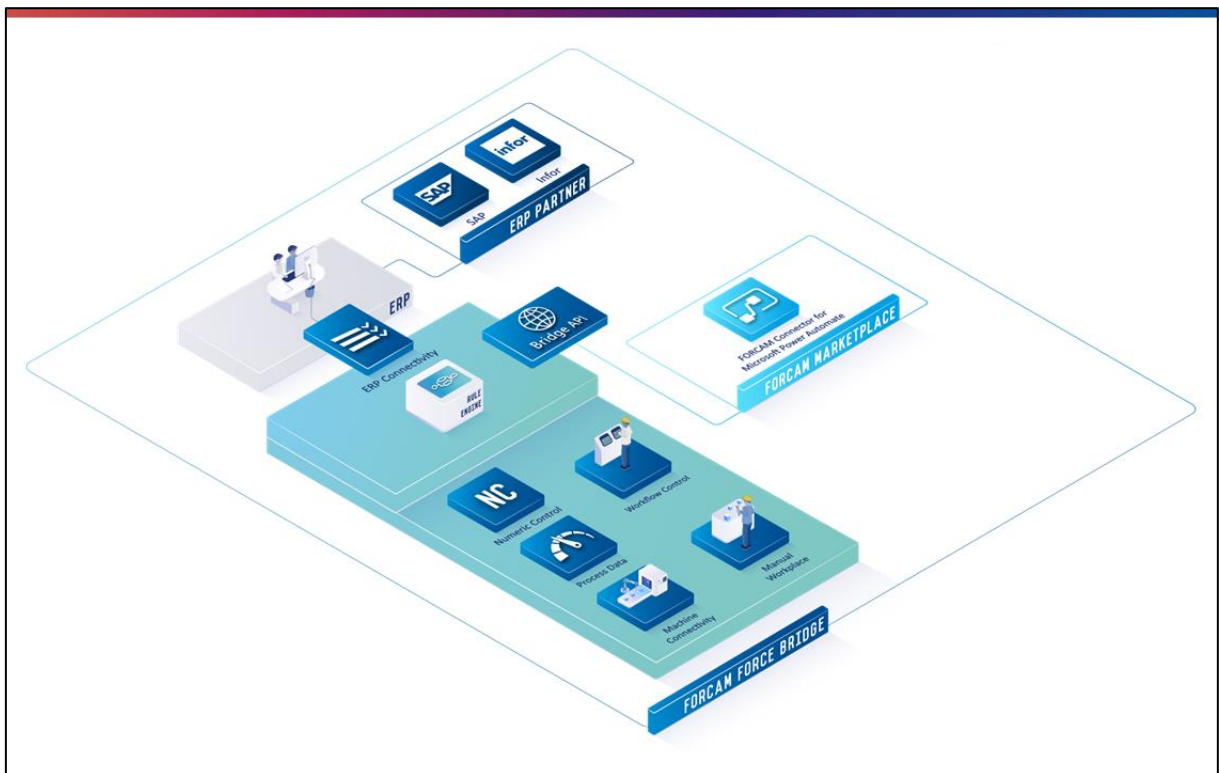 infor
Infor
SAP
SAP
ERP PARTNER
ERP
ERP Connectivity
Bridge API
RULE
ENGINE
FORCAM Connector for
Microsoft Power Automate
FORCAM MARKETPLACE
NC
Numeric Control
Workflow Control
Process Data
Manual
Workplace
Machine
Connectivity
FORCAM FORCE BRIDGE